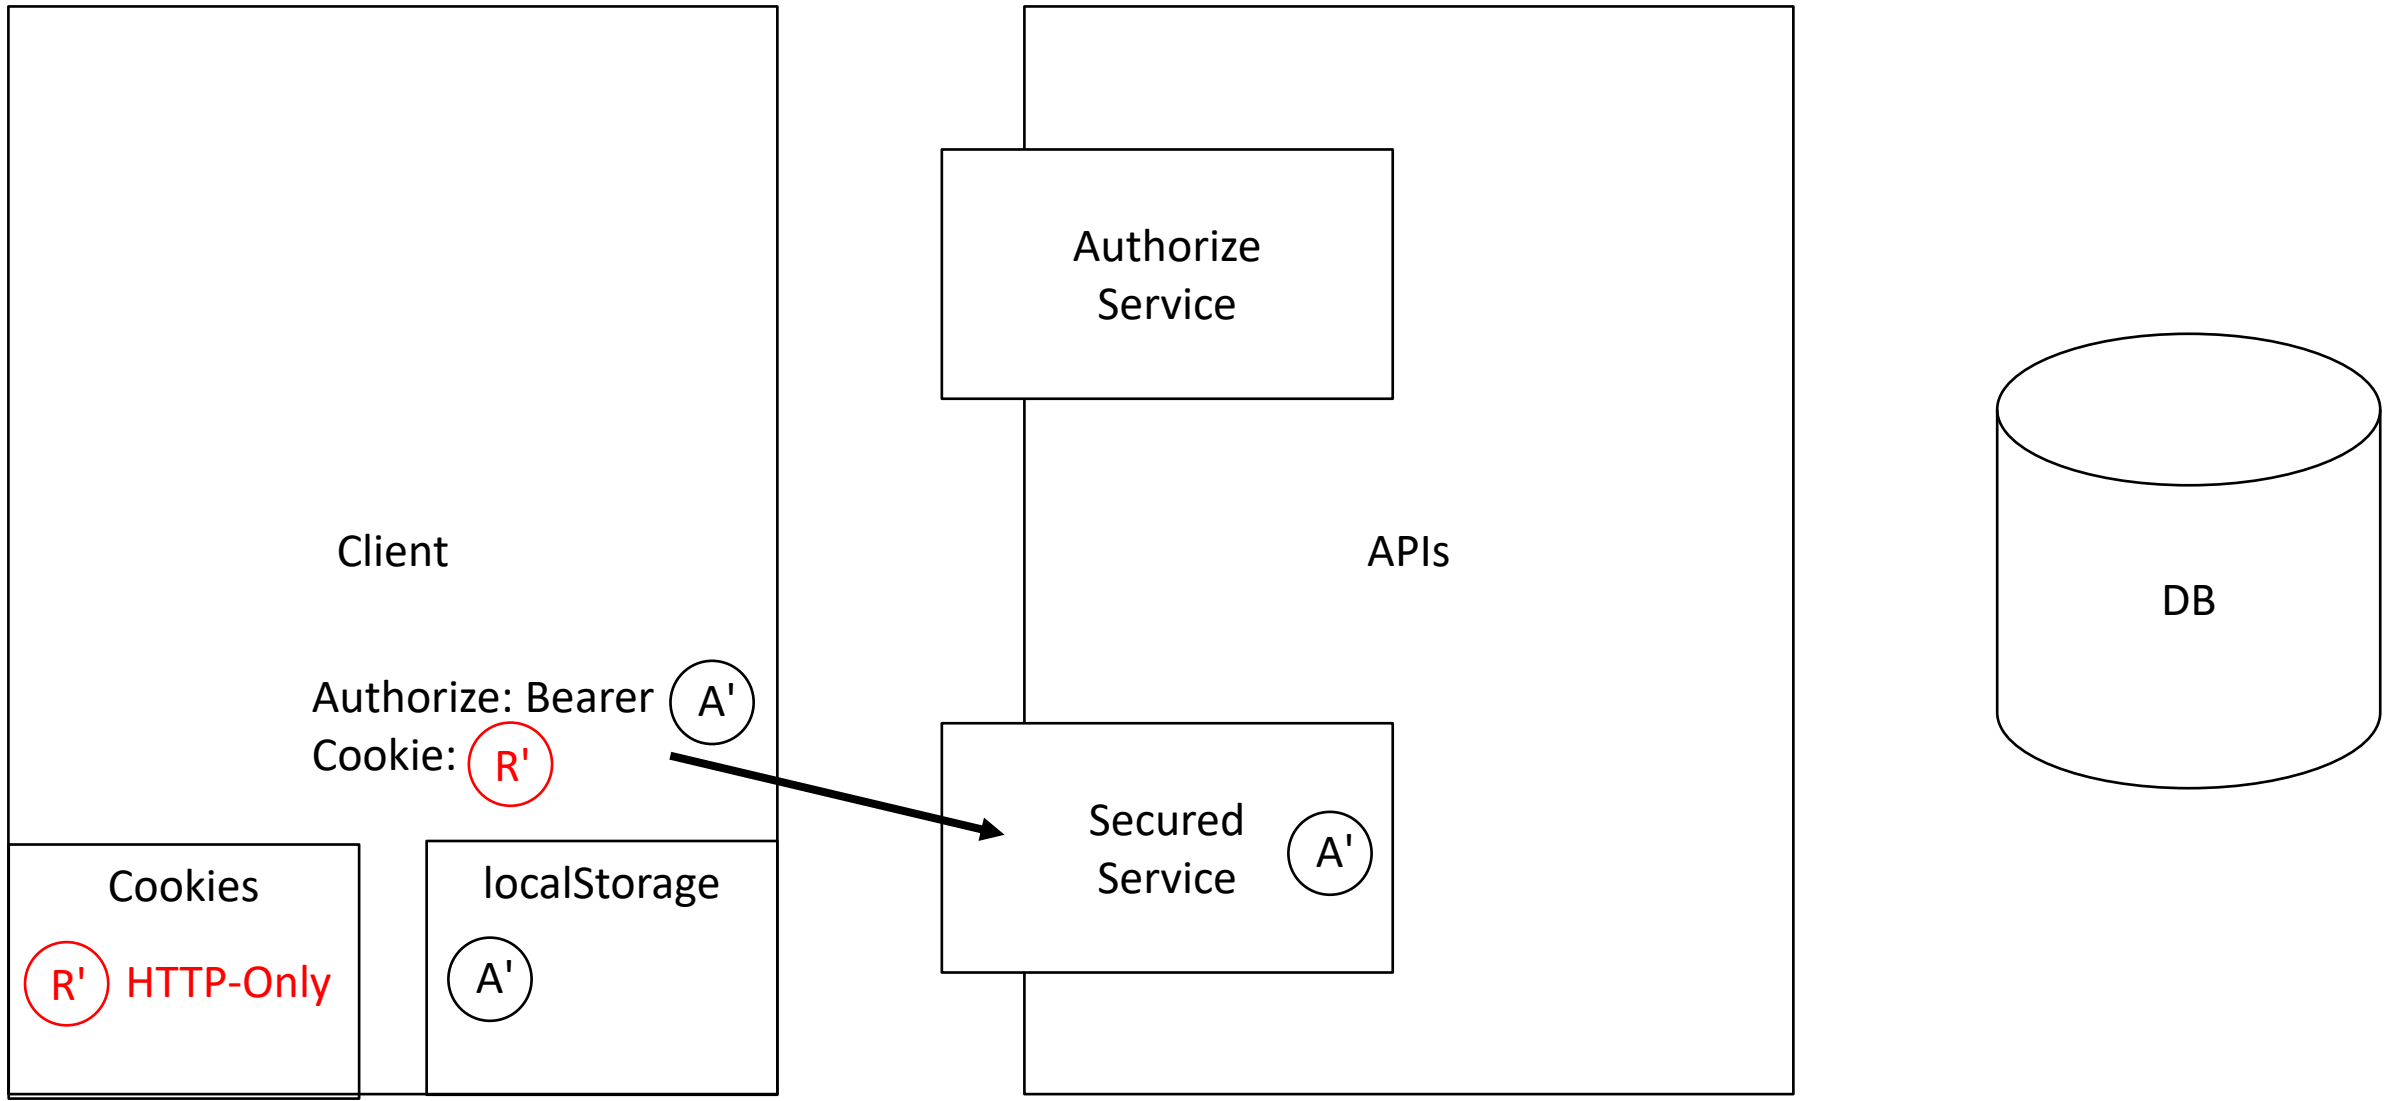 Authorize
Service
Client
APIs
DB
Authorize: Bearer A'
Cookie: R'
Secured
Service
A'
Cookies
R' HTTP-Only
localStorage
A'